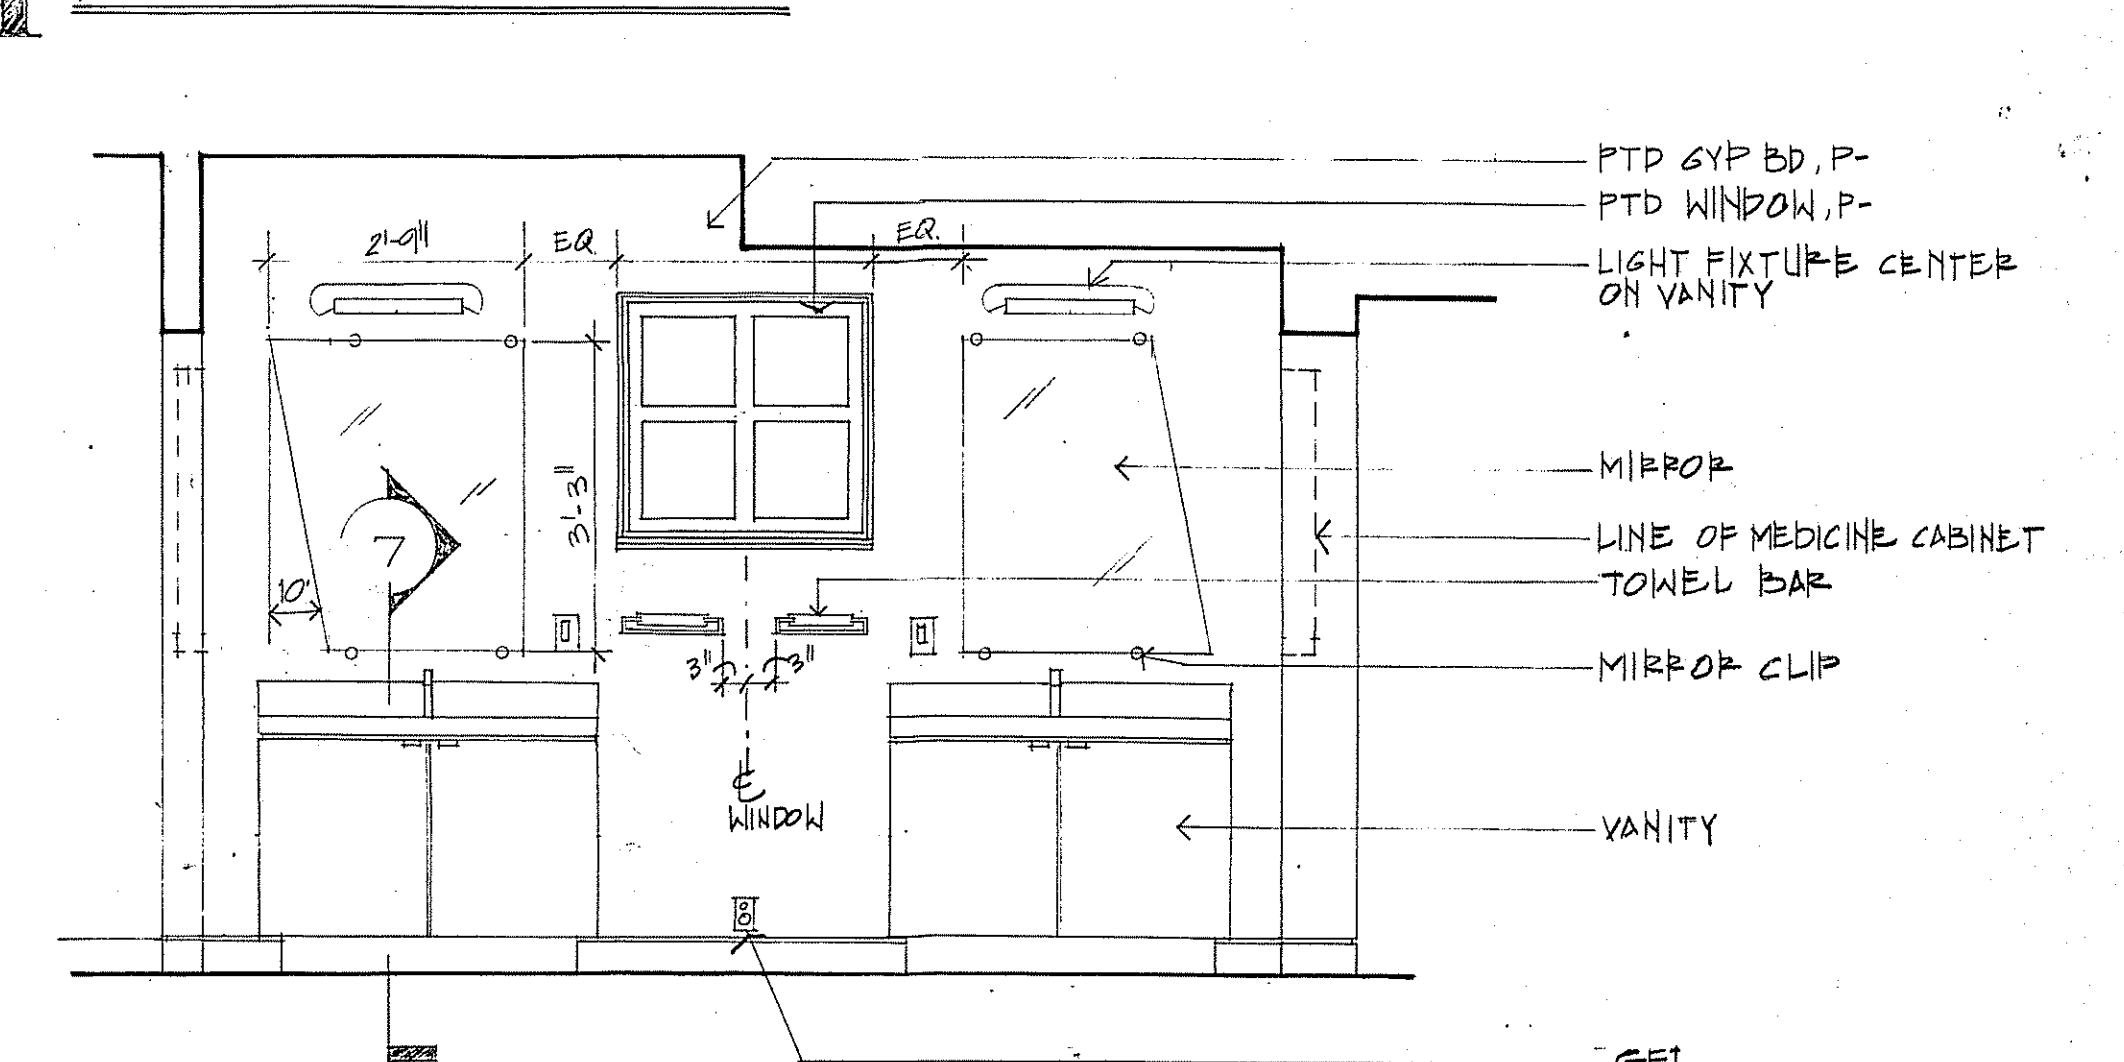 PTD GYP BD, P-
PTD WINDOW, P-
2'-9"
EQ.
EQ.
LIGHT FIXTURE CENTER
ON VANITY
MIRROR
3'-3"
7
LINE OF MEDICINE CABINET
10"
TOWEL BAR
3"
3"
MIRROR CLIP
℄
WINDOW
VANITY